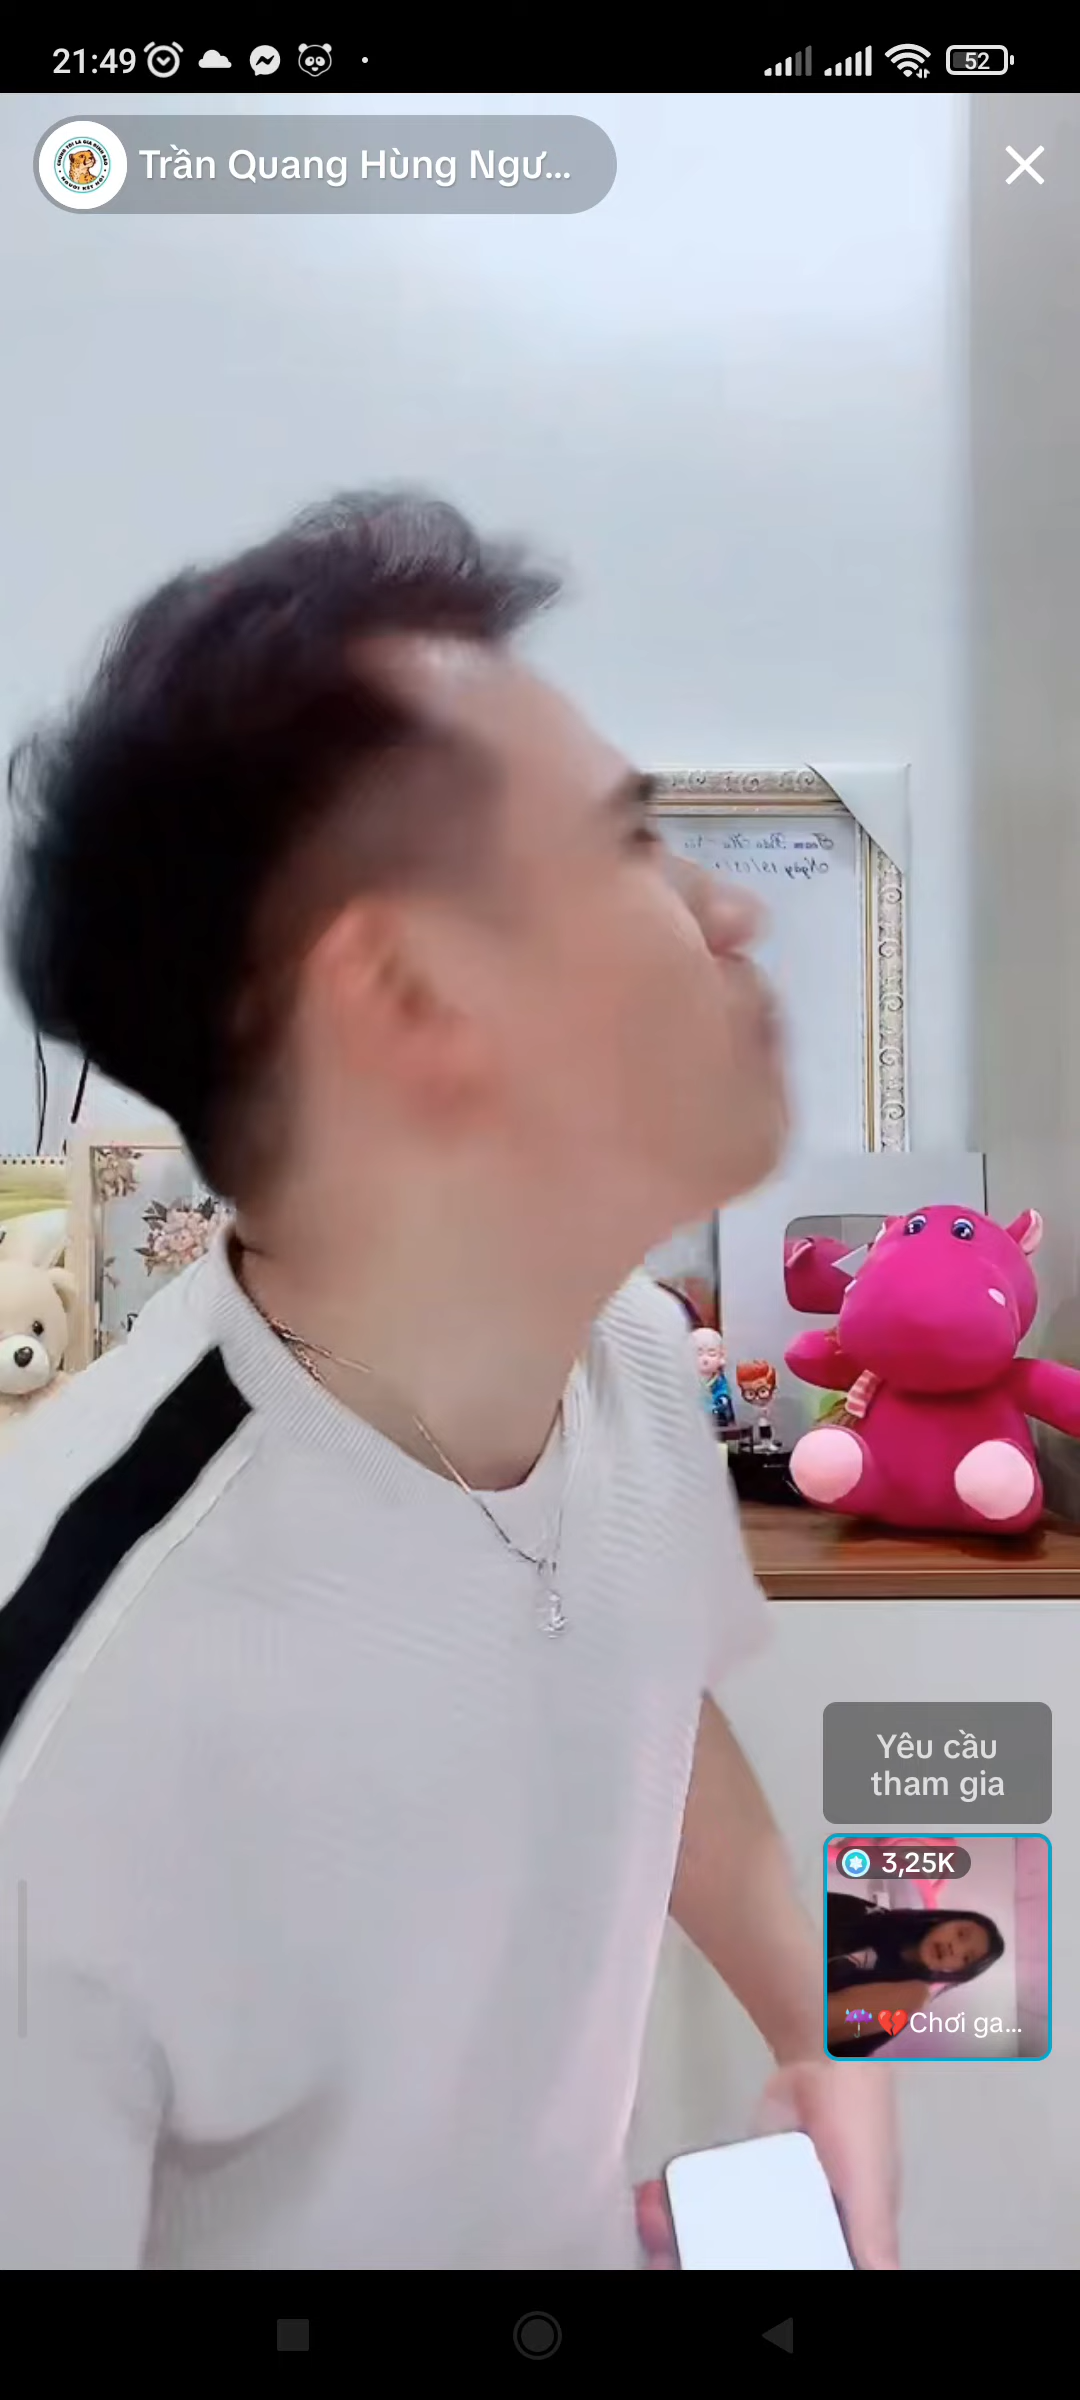 21:49
52
Trần Quang Hùng Ngư...
Yêu cầu
tham gia
3,25K
☔💔Chơi ga...